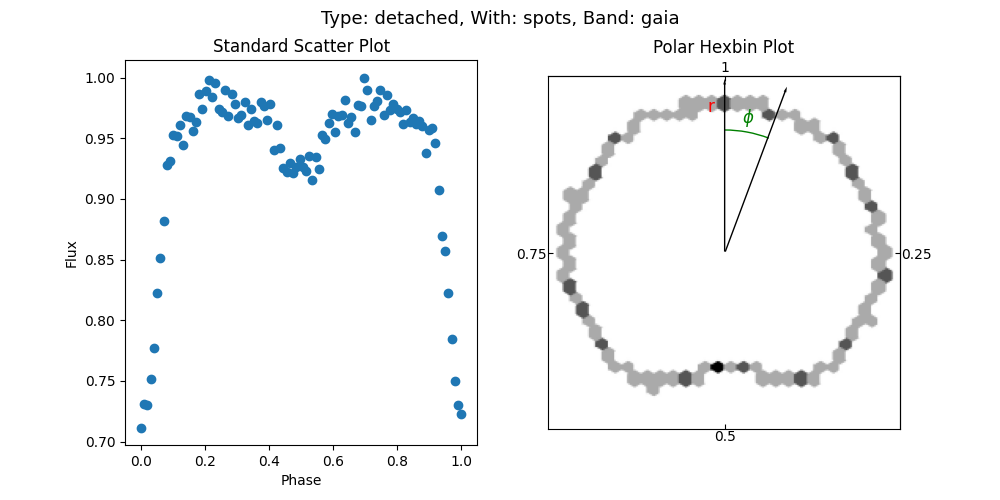 Type: detached, With: spots, Band: gaia
Standard Scatter Plot
Polar Hexbin Plot
1.00
0.95
0.90
0.85
0.80
0.75
0.70
Flux
0.0
0.2
0.4
0.6
0.8
1.0
Phase
1
r
ϕ
0.75
0.25
0.5